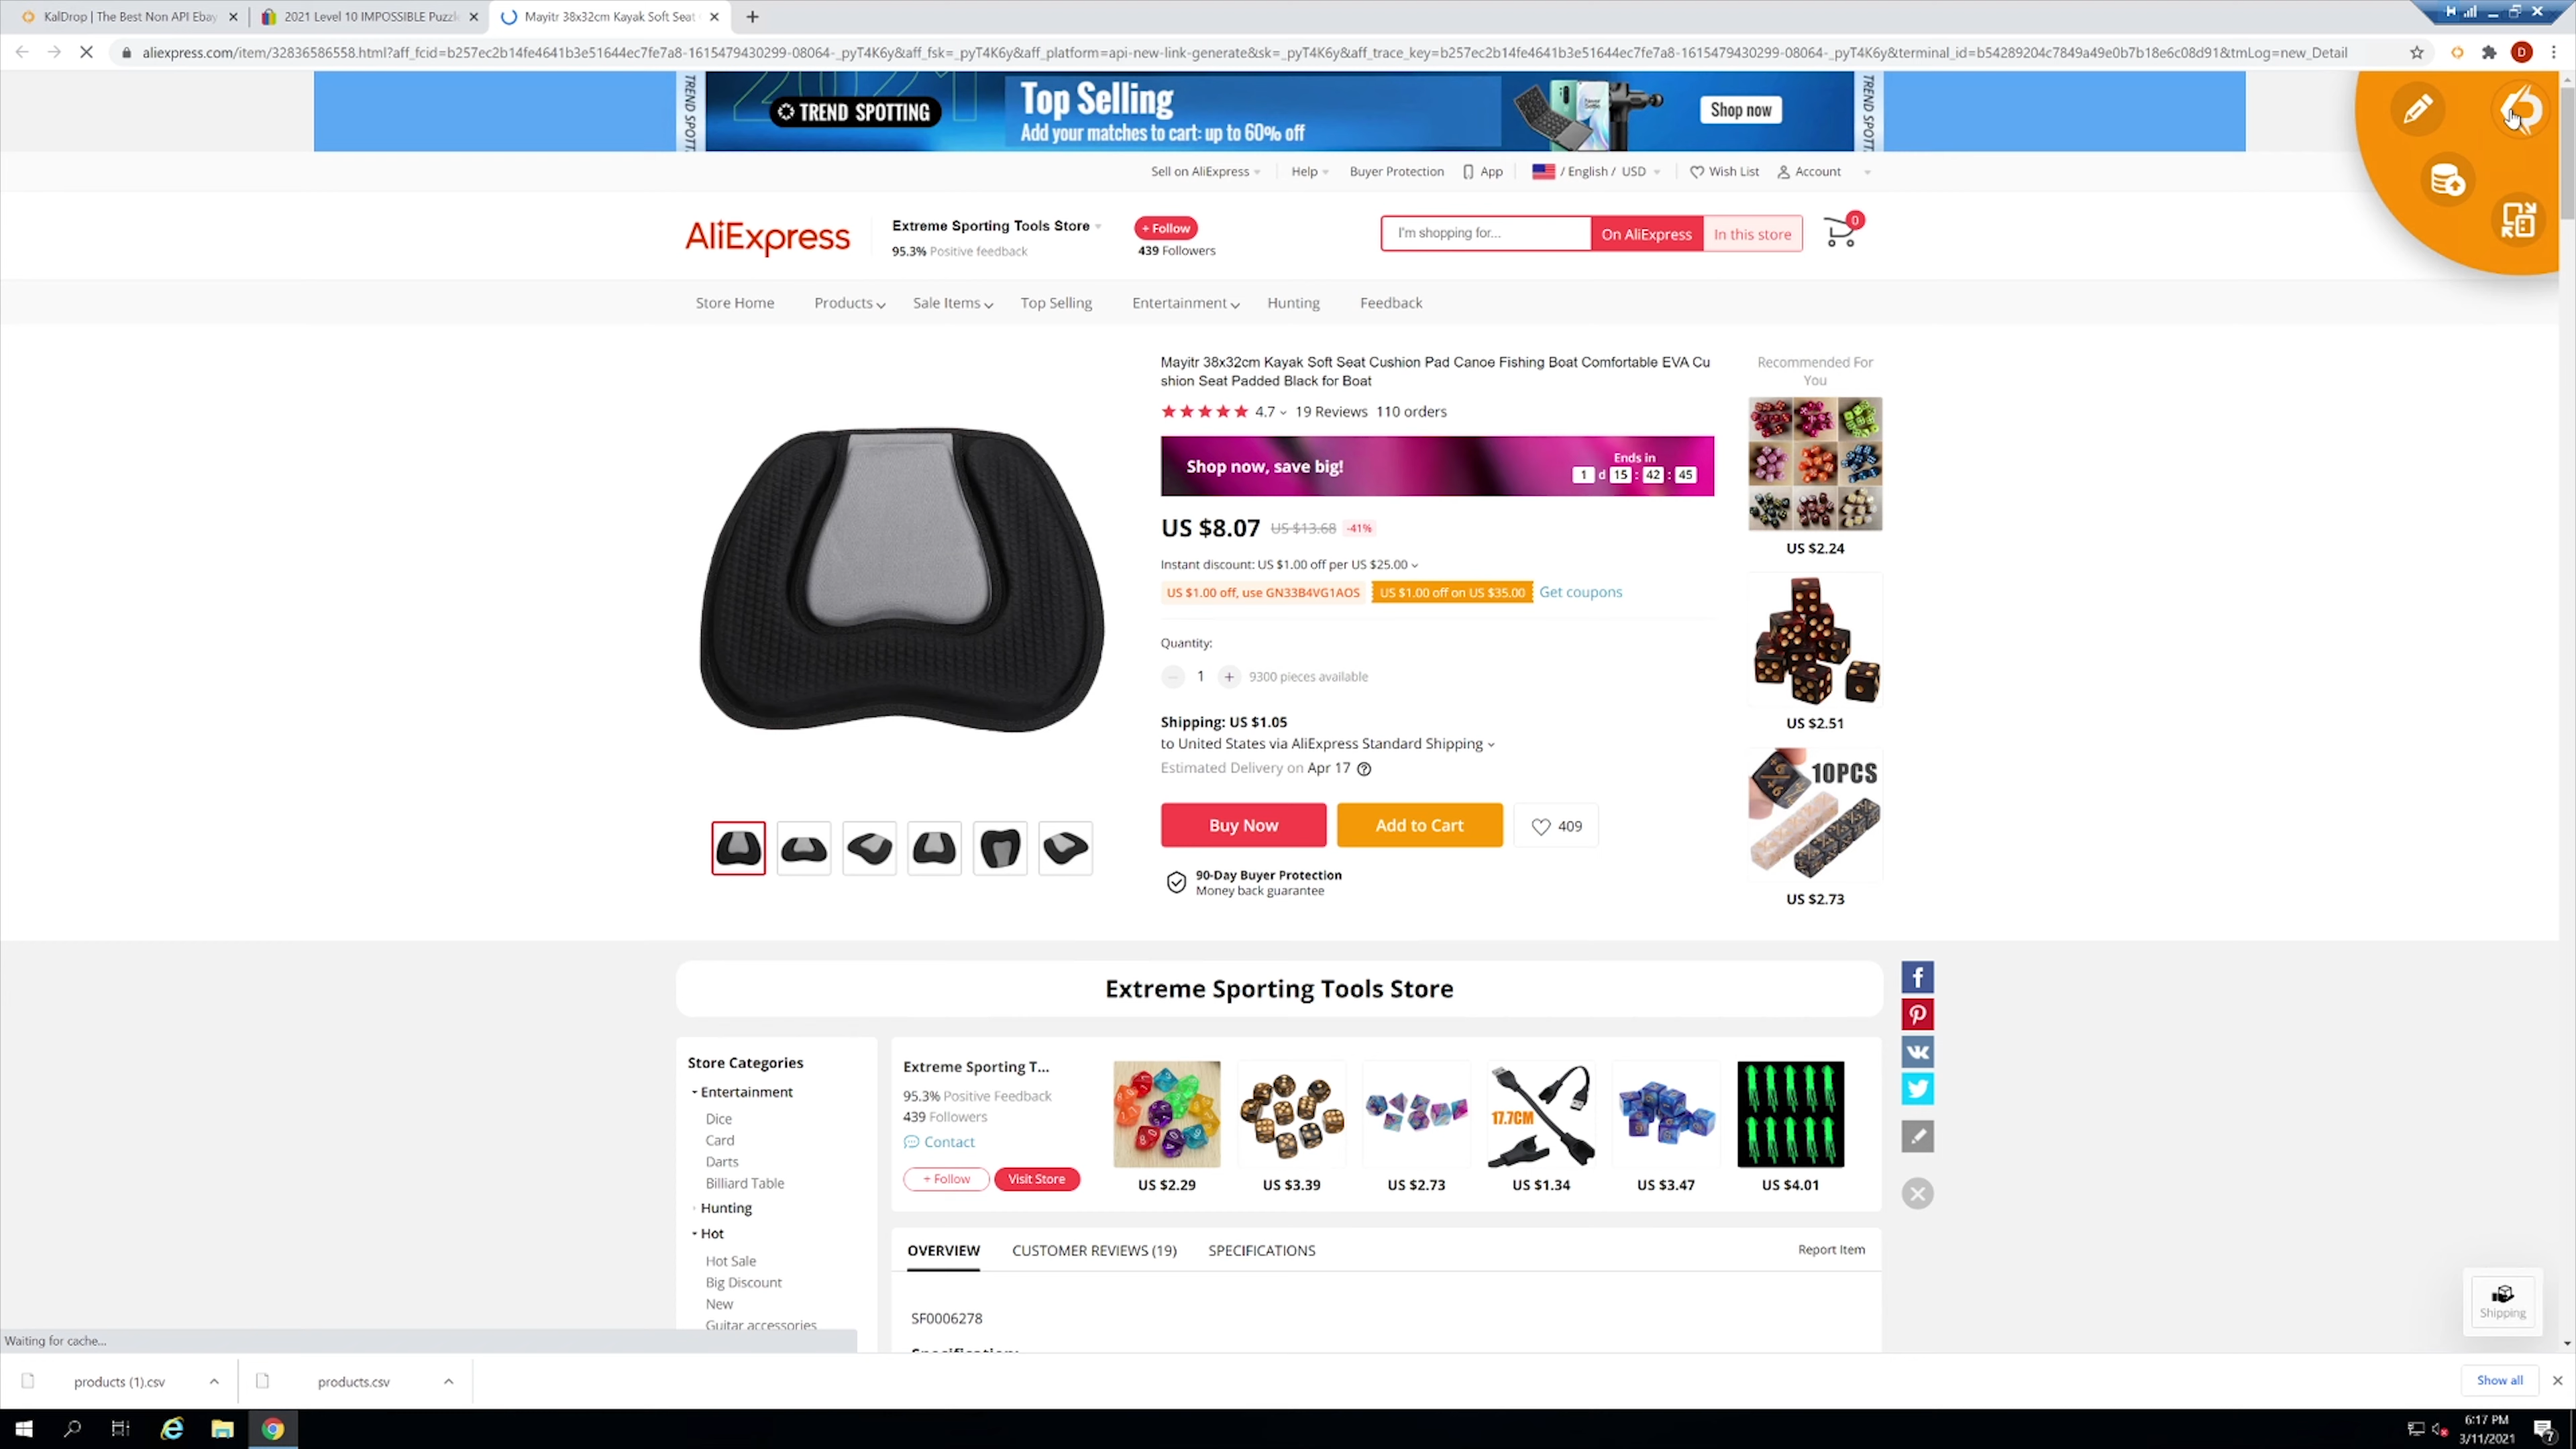 KalDrop | The Best Non API Ebay
2021 Level 10 IMPOSSIBLE Puzzl
Mayitr 38x32cm Kayak Soft Seat
aliexpress.com/item/32836586558.html?aff_fcid=b257ec2b14fe4641b3e51644ec7fe7a8-1615479430299-08064-_pyT4K6y&aff_fsk=_pyT4K6y&aff_platform=api-new-link-generate&sk=_pyT4K6y&aff_trace_key=b257ec2b14fe4641b3e51644ec7fe7a8-1615479430299-08064-_pyT4K6y&terminal_id=b54289204c7849a49e0b7b18e6c08d91&tmLog=new_Detail
D
TREND SPOTT
2021
TREND SPOTTING
Top Selling
Add your matches to cart: up to 60% off
Shop now
TREND SPOTT
Sell on AliExpress
Help
Buyer Protection
App
/ English / USD
Wish List
Account
AliExpress
Extreme Sporting Tools Store
95.3% Positive feedback
+ Follow
439 Followers
I'm shopping for...
On AliExpress
In this store
0
Store Home
Products
Sale Items
Top Selling
Entertainment
Hunting
Feedback
Mayitr 38x32cm Kayak Soft Seat Cushion Pad Canoe Fishing Boat Comfortable EVA Cu
shion Seat Padded Black for Boat
4.7 19 Reviews 110 orders
Shop now, save big!
Ends in
1 d 15 : 42 : 45
US $8.07 US $13.68 -41%
Instant discount: US $1.00 off per US $25.00
US $1.00 off, use GN33B4VG1AOS
US $1.00 off on US $35.00
Get coupons
Quantity:
1
9300 pieces available
Shipping: US $1.05
to United States via AliExpress Standard Shipping
Estimated Delivery on Apr 17
Buy Now
Add to Cart
409
90-Day Buyer Protection
Money back guarantee
Recommended For
You
US $2.24
US $2.51
10PCS
US $2.73
Extreme Sporting Tools Store
Store Categories
Entertainment
Dice
Card
Darts
Billiard Table
Hunting
Hot
Hot Sale
Big Discount
New
Guitar accessories
Extreme Sporting T...
95.3% Positive Feedback
439 Followers
Contact
+ Follow
Visit Store
US $2.29
US $3.39
US $2.73
17.7CM
US $1.34
US $3.47
US $4.01
OVERVIEW
CUSTOMER REVIEWS (19)
SPECIFICATIONS
Report Item
SF0006278
Specification:
Shipping
Waiting for cache...
products (1).csv
products.csv
Show all
6:17 PM
3/11/2021
7